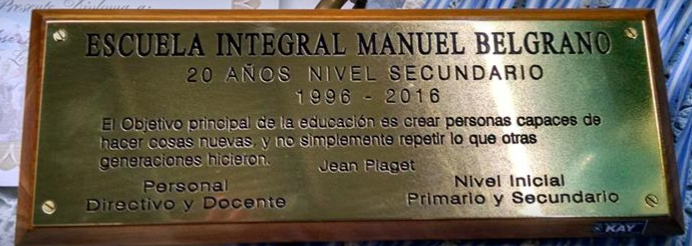 Presente Diploma a:
ESCUELA INTEGRAL MANUEL BELGRANO
20 AÑOS NIVEL SECUNDARIO
1996 - 2016
El Objetivo principal de la educación es crear personas capaces de
hacer cosas nuevas, y no simplemente repetir lo que otras
generaciones hicieron.
Jean Piaget
Personal
Directivo y Docente
Nivel Inicial
Primario y Secundario
KAY